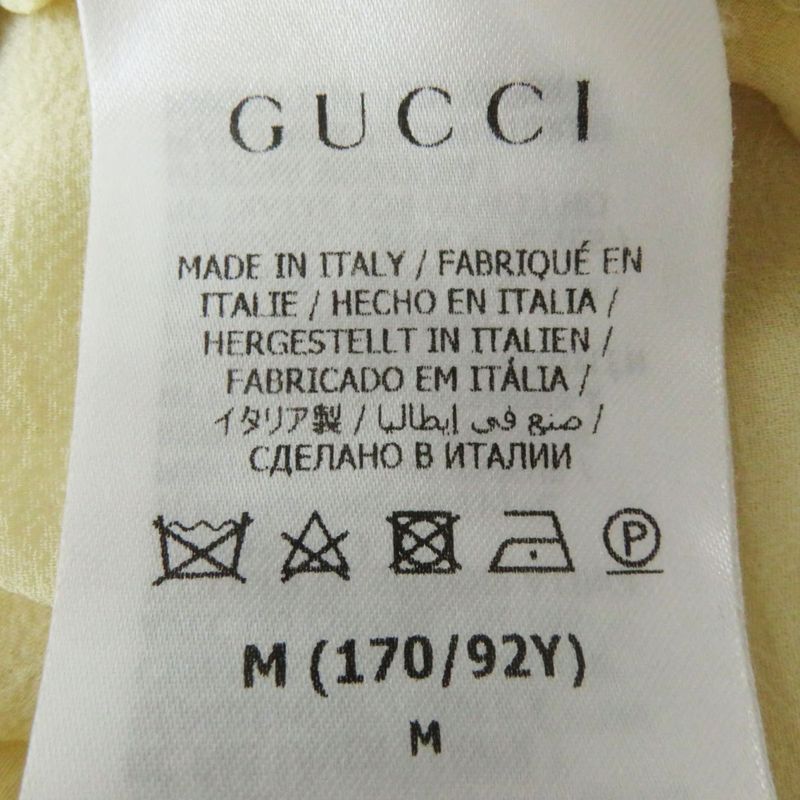 GUCCI
MADE IN ITALY / FABRIQUÉ EN
ITALIE / HECHO EN ITALIA /
HERGESTELLT IN ITALIEN /
FABRICADO EM ITÁLIA /
イタリア製 / صنع في إيطاليا /
СДЕЛАНО В ИТАЛИИ
P
M (170/92Y)
M